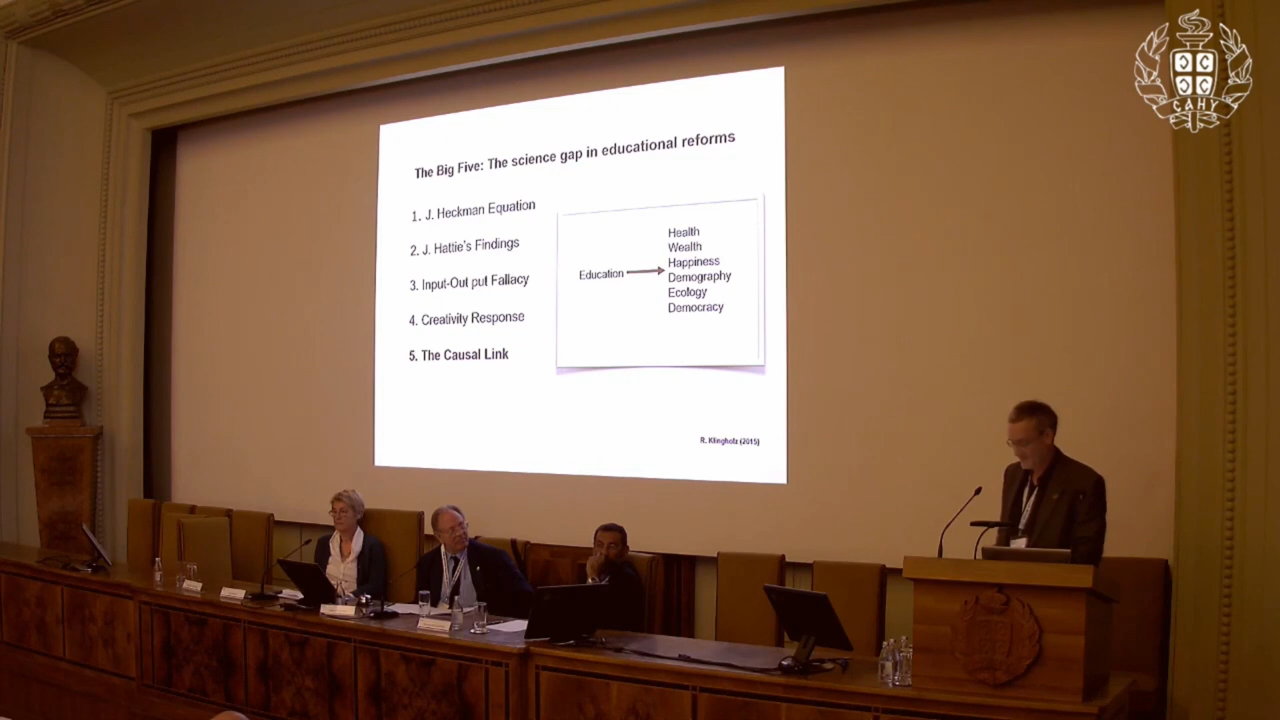 The Big Five: The science gap in educational reforms
1. J. Heckman Equation
2. J. Hattie's Findings
3. Input-Out put Fallacy
4. Creativity Response
5. The Causal Link
Education
Health
Wealth
Happiness
Demography
Ecology
Democracy
R. Klingholz (2015)
САНУ